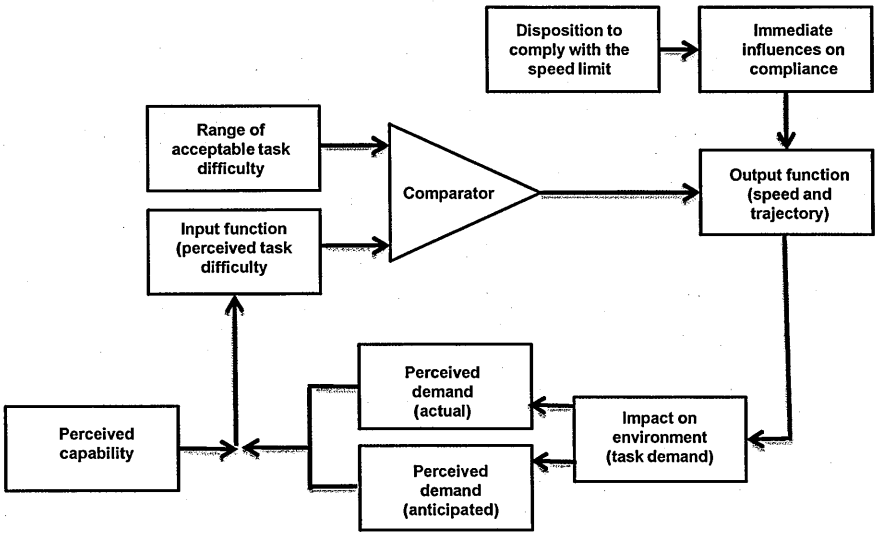 Disposition to
comply with the
speed limit
Immediate
influences on
compliance
Range of
acceptable task
difficulty
Comparator
Output function
(speed and
trajectory)
Input function
(perceived task
difficulty
Perceived
demand
(actual)
Impact on
environment
(task demand)
Perceived
capability
Perceived
demand
(anticipated)